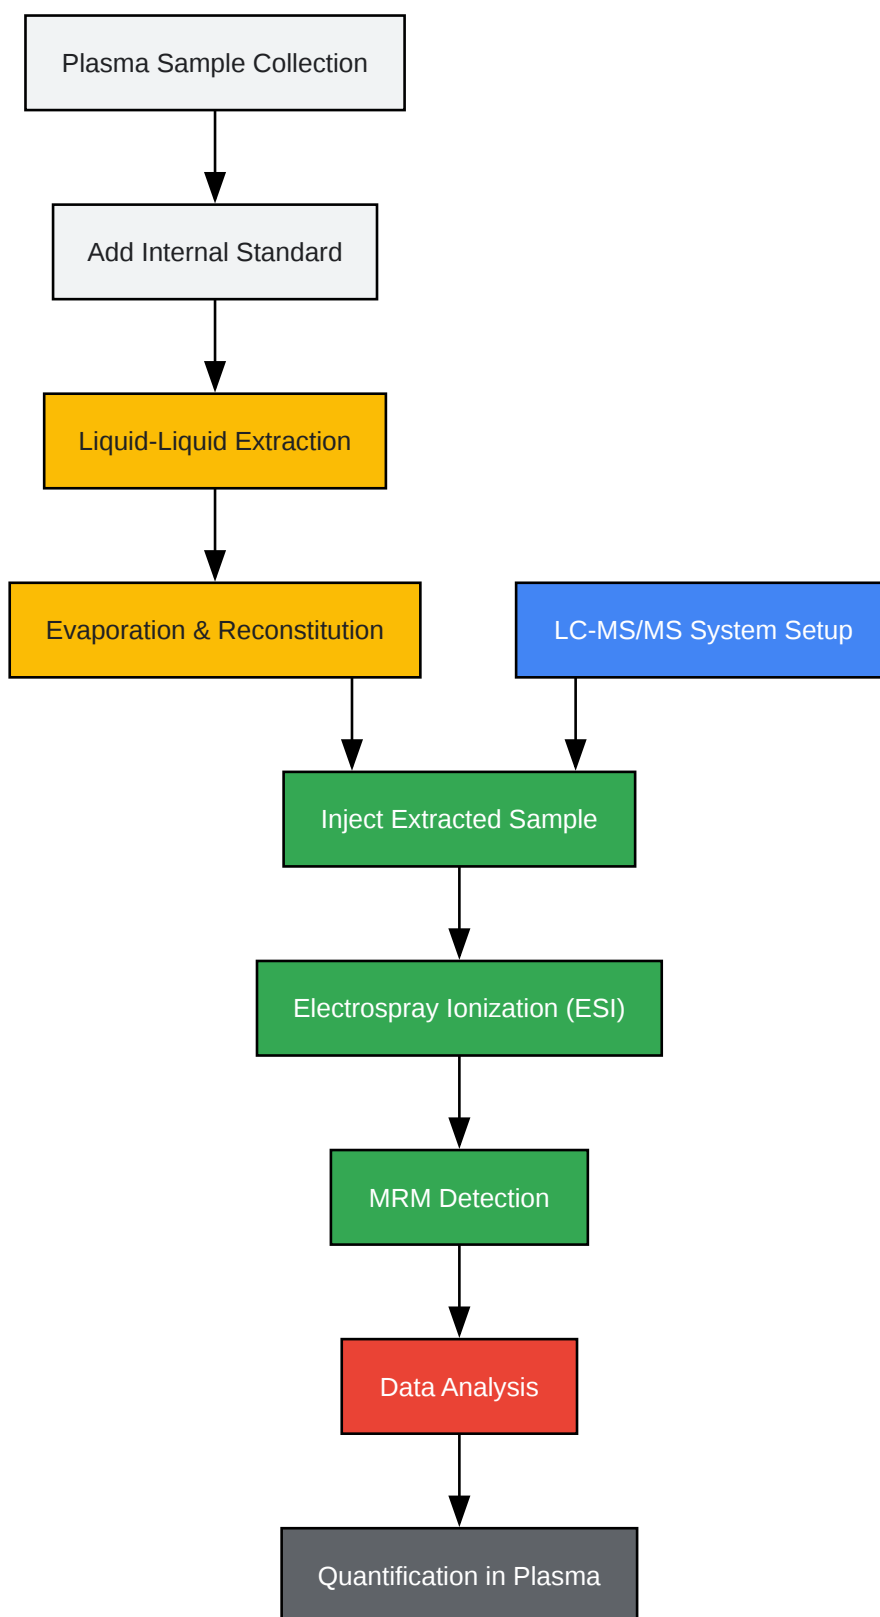 Plasma Sample Collection
Add Internal Standard
Liquid-Liquid Extraction
Evaporation & Reconstitution
LC-MS/MS System Setup
Inject Extracted Sample
Electrospray Ionization (ESI)
MRM Detection
Data Analysis
Quantification in Plasma